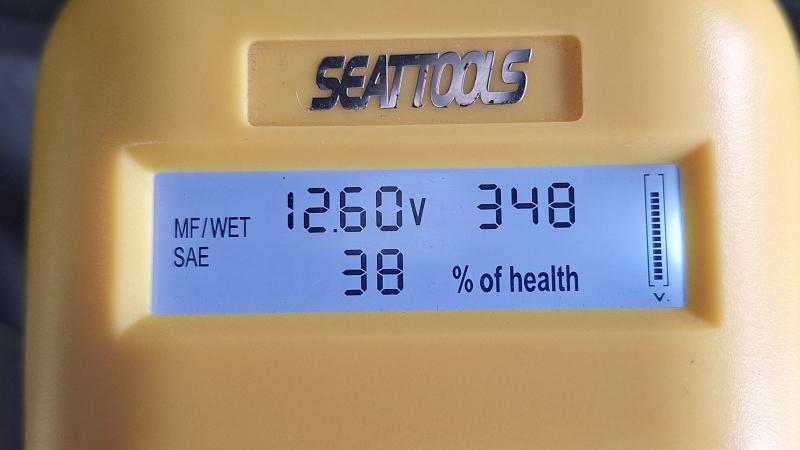 SEATTOOLS
MF/WET 12.60V 348
SAE 38 % of health
V